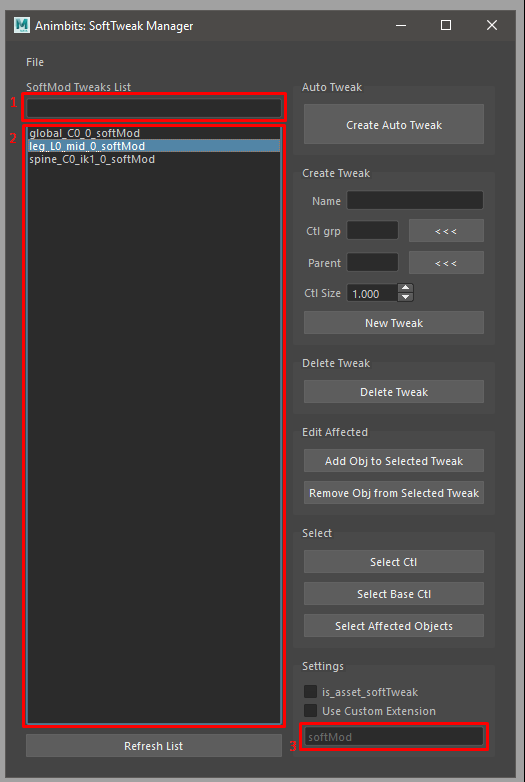 Animbits: SoftTweak Manager
File
SoftMod Tweaks List
1
2
global_C0_0_softMod
leg_L0_mid_0_softMod
spine_C0_ik1_0_softMod
Refresh List
Auto Tweak
Create Auto Tweak
Create Tweak
Name
Ctl grp
<<<
Parent
<<<
Ctl Size 1.000
New Tweak
Delete Tweak
Delete Tweak
Edit Affected
Add Obj to Selected Tweak
Remove Obj from Selected Tweak
Select
Select Ctl
Select Base Ctl
Select Affected Objects
Settings
is_asset_softTweak
Use Custom Extension
3 softMod